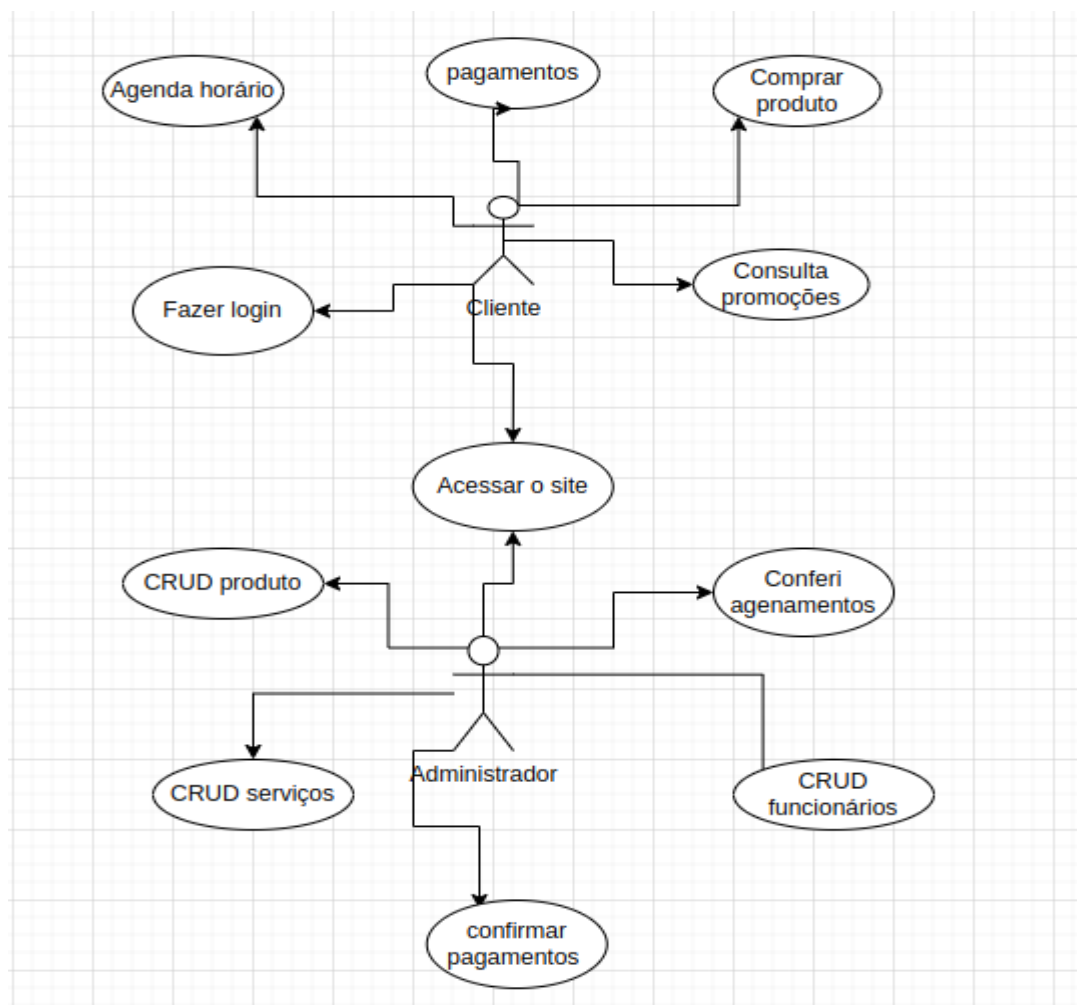 Agenda horário
pagamentos
Comprar
produto
Fazer login
Cliente
Consulta
promoções
Acessar o site
CRUD produto
Conferi
agenamentos
Administrador
CRUD serviços
CRUD
funcionários
confirmar
pagamentos